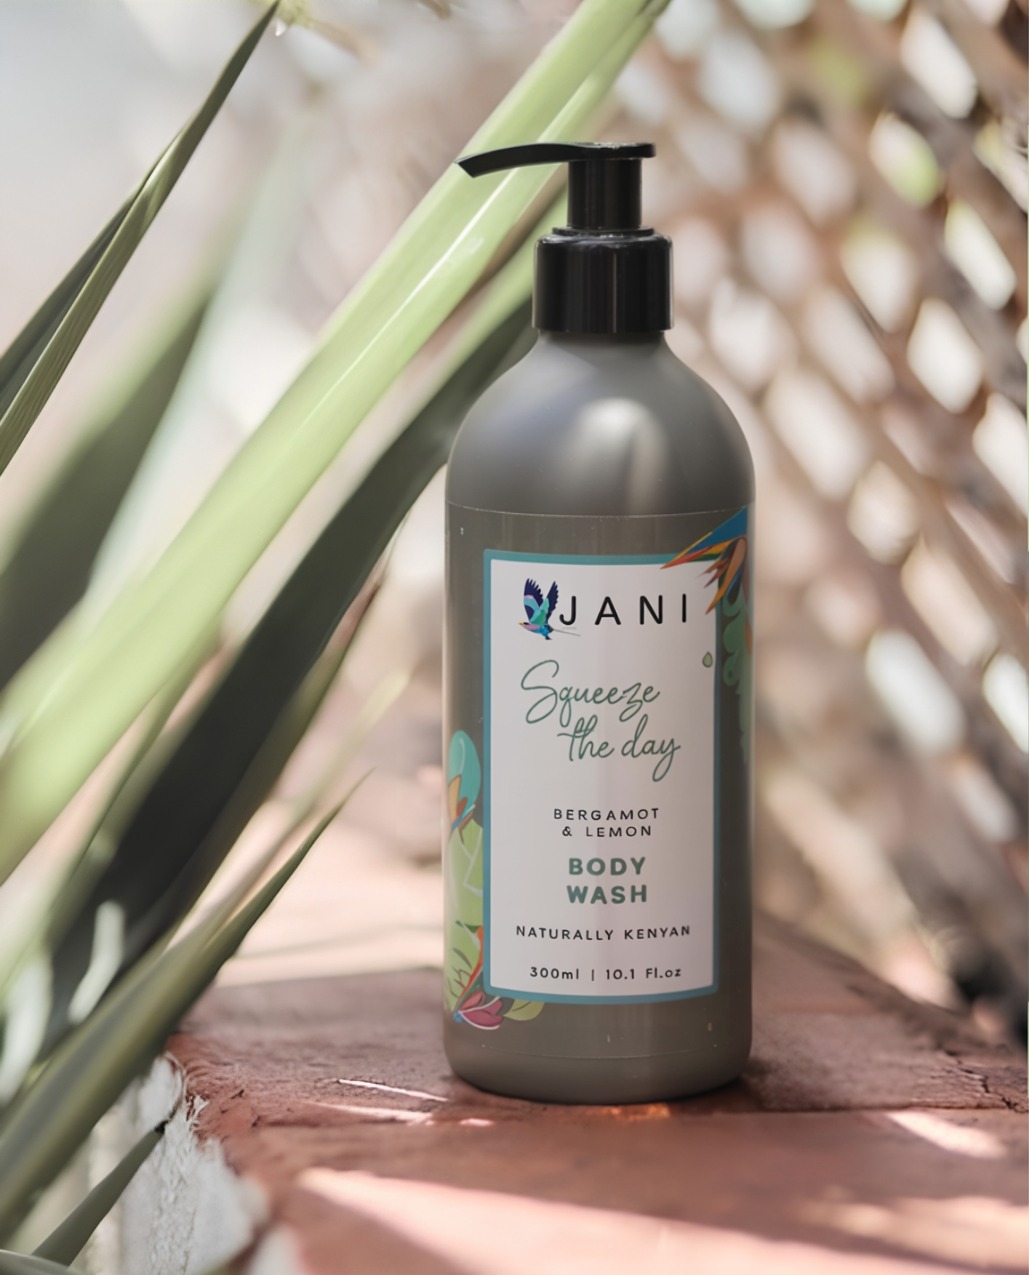 JANI
Squeeze
the day
BERGAMOT
& LEMON
BODY
WASH
NATURALLY KENYAN
300ml | 10.1 Fl.oz